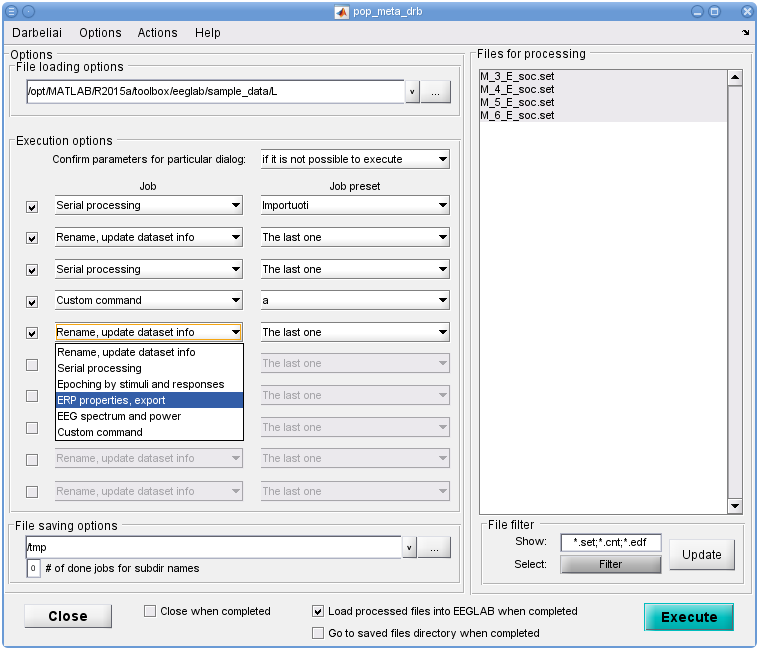 pop_meta_drb
Darbeliai Options Actions Help
Options
File loading options
/opt/MATLAB/R2015a/toolbox/eeglab/sample_data/L v ...
Execution options
Confirm parameters for particular dialog: if it is not possible to execute
Job Job preset
Serial processing Importuoti
Rename, update dataset info The last one
Serial processing The last one
Custom command a
Rename, update dataset info The last one
Rename, update dataset info
Serial processing
Epoching by stimuli and responses
ERP properties, export
EEG spectrum and power
Custom command
The last one
The last one
The last one
Rename, update dataset info The last one
Rename, update dataset info The last one
File saving options
/tmp v ...
0 # of done jobs for subdir names
Files for processing
M_3_E_soc.set
M_4_E_soc.set
M_5_E_soc.set
M_6_E_soc.set
File filter
Show: *.set;*.cnt;*.edf
Select: Filter
Update
Close
Close when completed
Load processed files into EEGLAB when completed
Go to saved files directory when completed
Execute